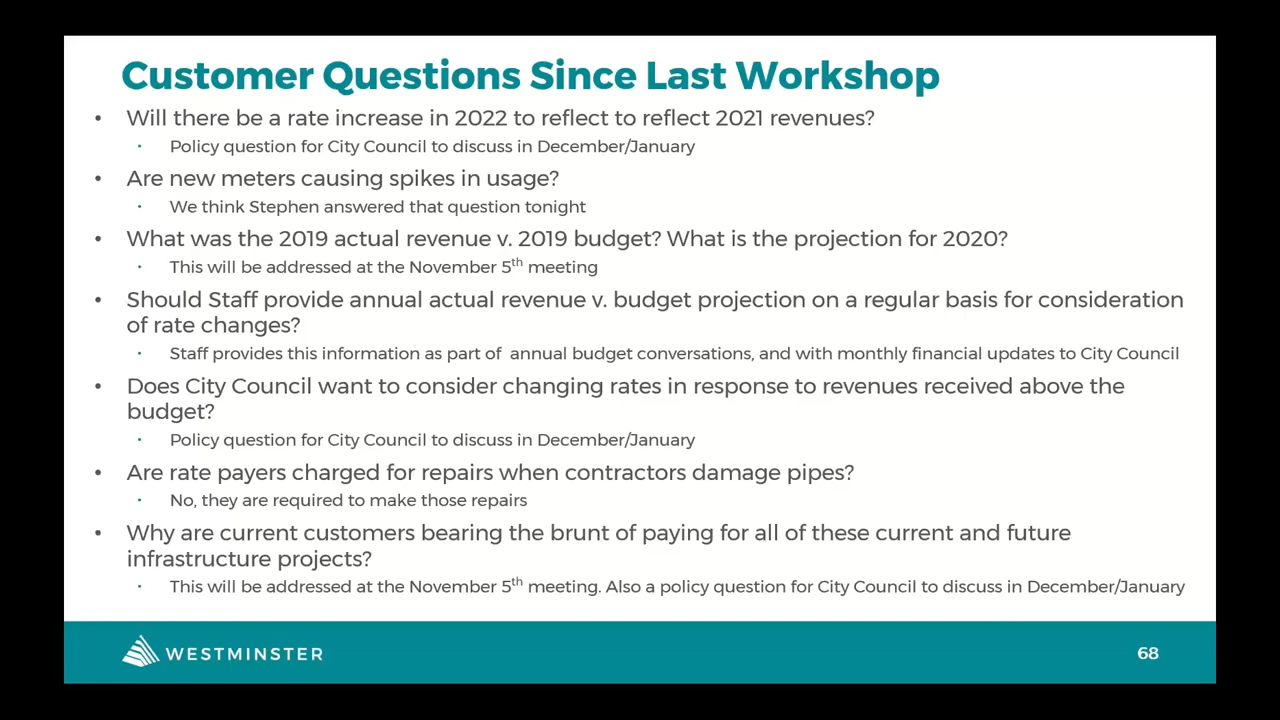 Customer Questions Since Last Workshop
• Will there be a rate increase in 2022 to reflect to reflect 2021 revenues?
• Policy question for City Council to discuss in December/January
• Are new meters causing spikes in usage?
• We think Stephen answered that question tonight
• What was the 2019 actual revenue v. 2019 budget? What is the projection for 2020?
• This will be addressed at the November 5th meeting
• Should Staff provide annual actual revenue v. budget projection on a regular basis for consideration
of rate changes?
• Staff provides this information as part of annual budget conversations, and with monthly financial updates to City Council
• Does City Council want to consider changing rates in response to revenues received above the
budget?
• Policy question for City Council to discuss in December/January
• Are rate payers charged for repairs when contractors damage pipes?
• No, they are required to make those repairs
• Why are current customers bearing the brunt of paying for all of these current and future
infrastructure projects?
• This will be addressed at the November 5th meeting. Also a policy question for City Council to discuss in December/January
WESTMINSTER
68